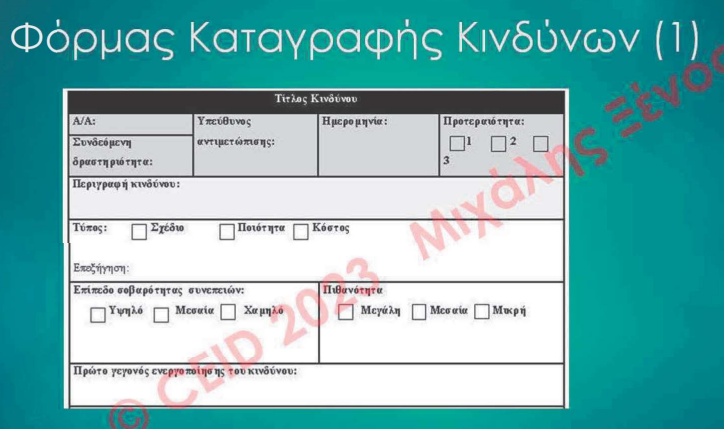 Φόρμας Καταγραφής Κινδύνων (1)
Τίτλος Κινδύνου
Α/Α:
Υπεύθυνος αντιμετώπισης:
Ημερομηνία:
Προτεραιότητα:
1 2
3
Συνδεόμενη
δραστηριότητα:
Περιγραφή κινδύνου:
Τύπος: Σχέδιο Ποιότητα Κόστος
Επεξήγηση:
Επίπεδο σοβαρότητας συνεπειών:
Υψηλό Μεσαία Χαμηλό
Πιθανότητα
Μεγάλη Μεσαία Μικρή
Πρώτο γεγονός ενεργοποίησης του κινδύνου:
© CEID 2023 Μιχάλης Ξένος